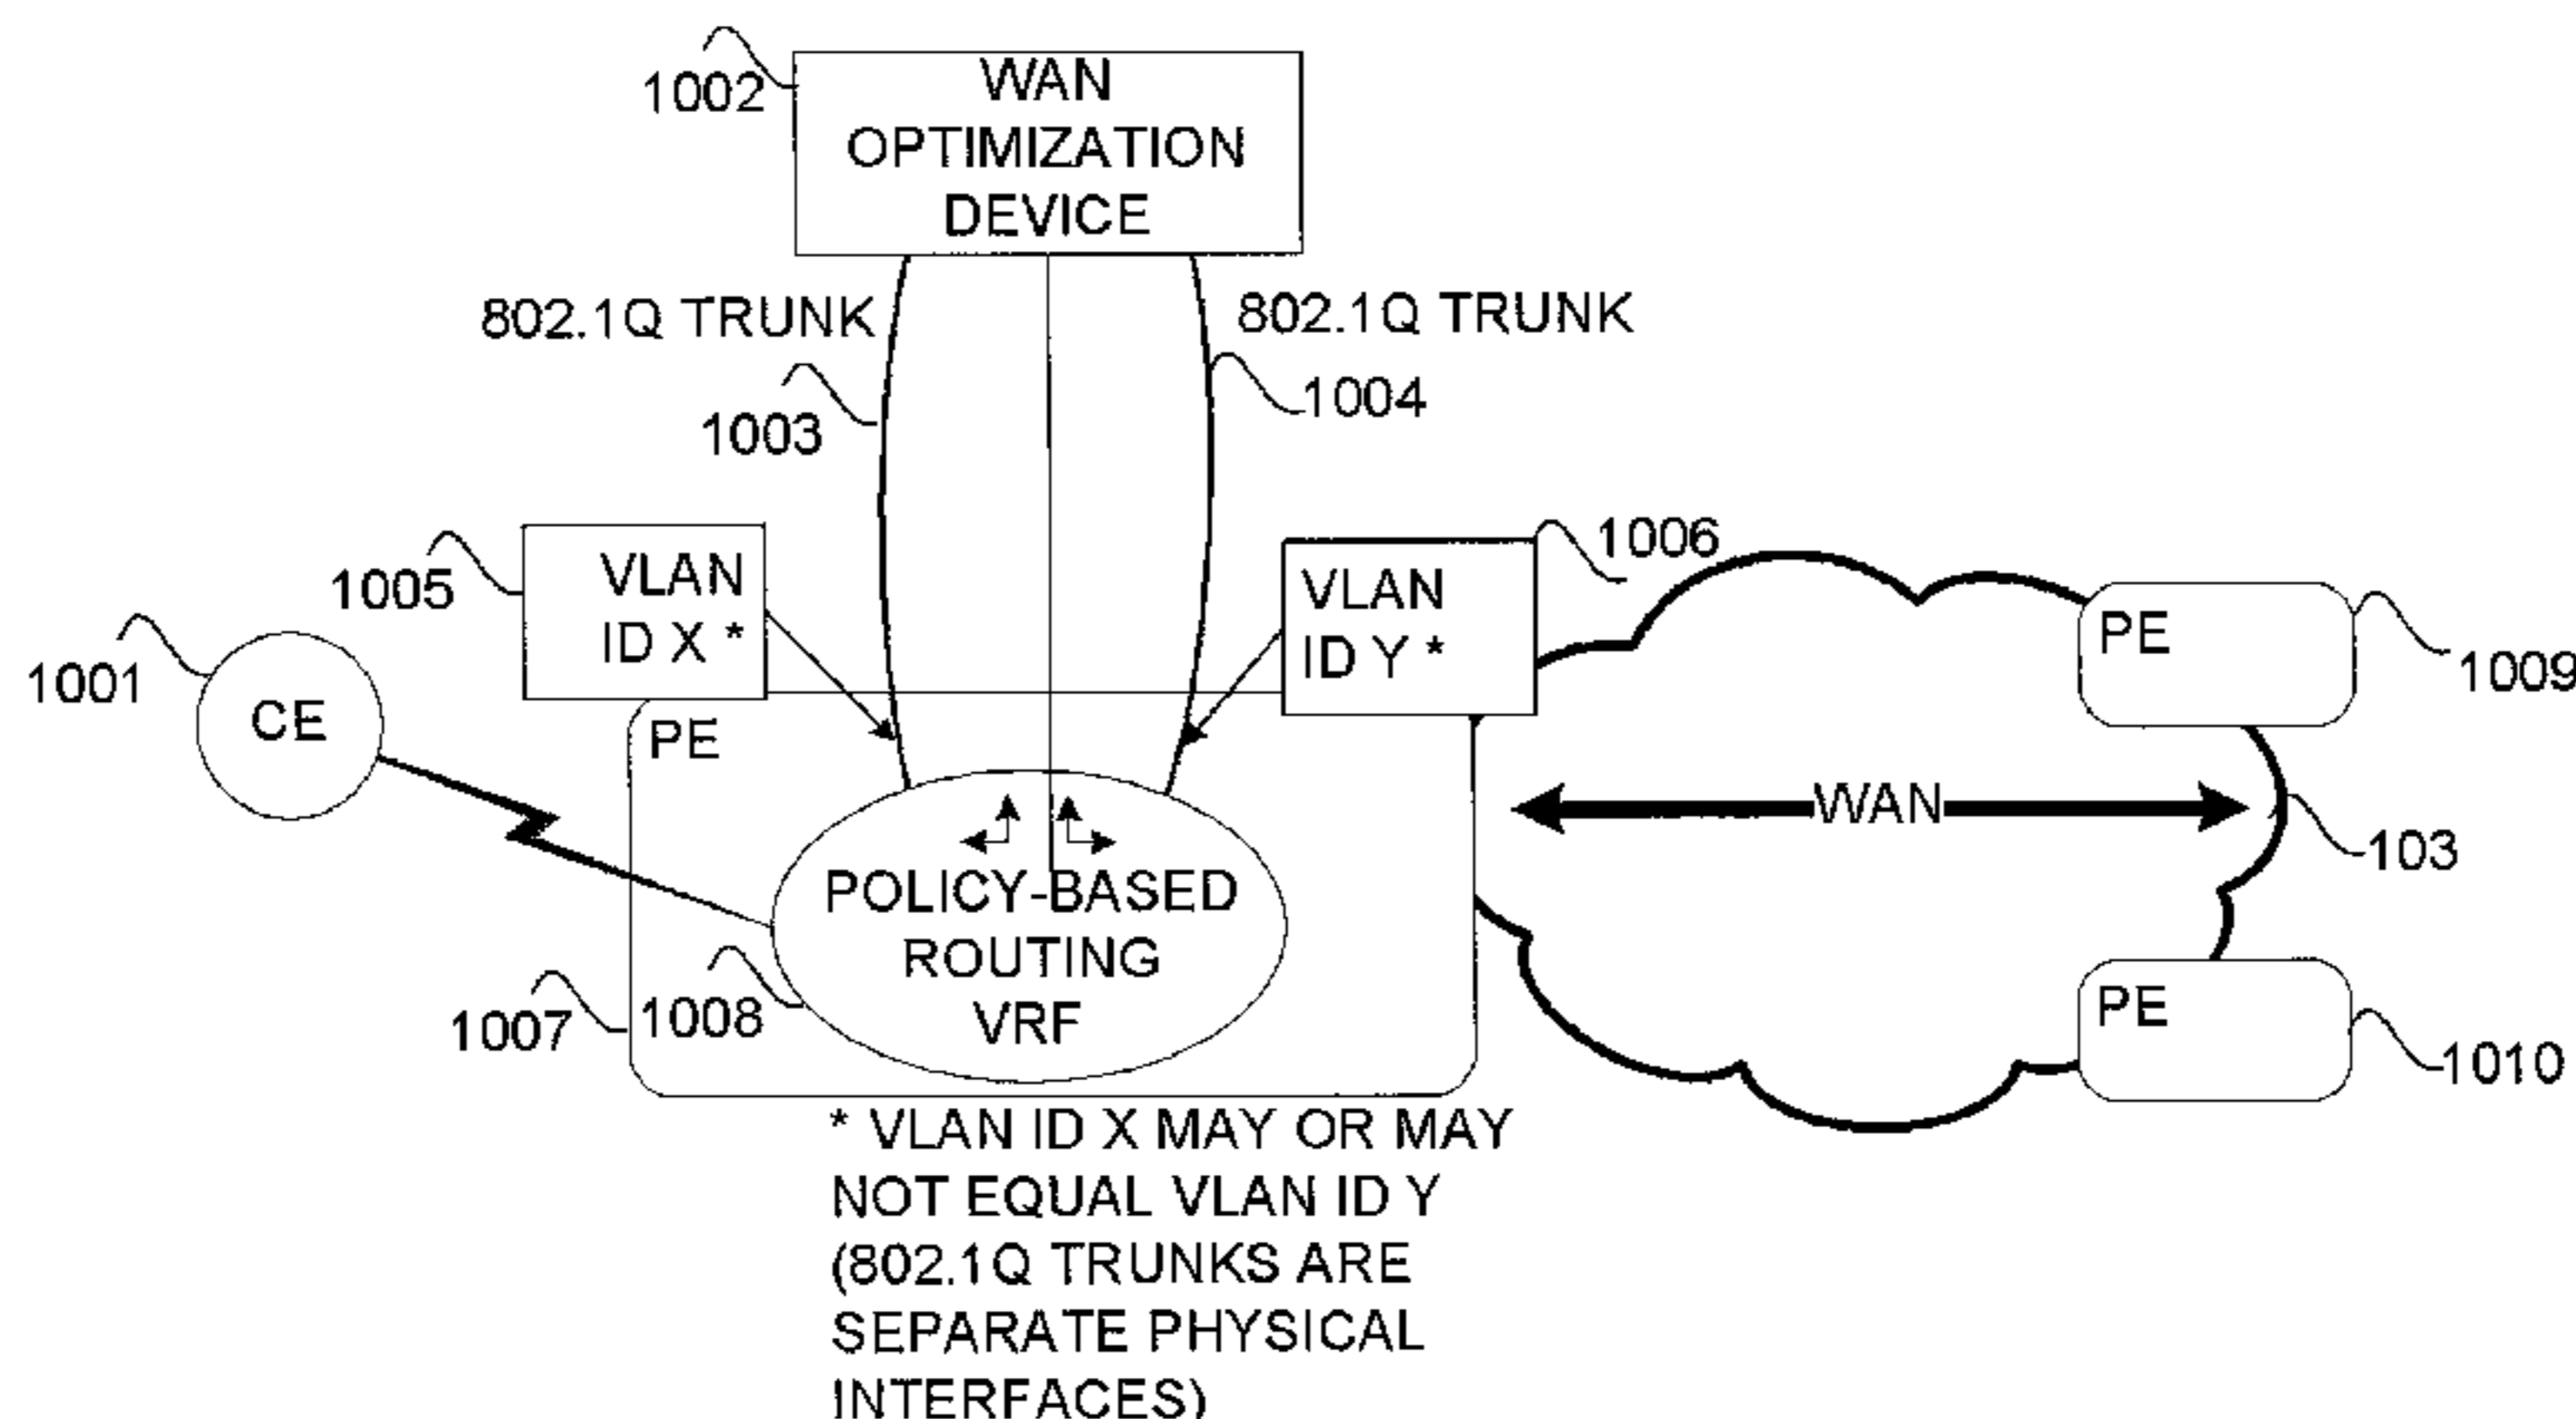 1002
WAN
OPTIMIZATION
DEVICE
802.1Q TRUNK
802.1Q TRUNK
1003
1004
1005
VLAN
ID X *
VLAN
ID Y *
1006
1001
CE
PE
PE
1009
WAN
103
POLICY-BASED
ROUTING
VRF
1007
1008
PE
1010
* VLAN ID X MAY OR MAY
NOT EQUAL VLAN ID Y
(802.1Q TRUNKS ARE
SEPARATE PHYSICAL
INTERFACES)